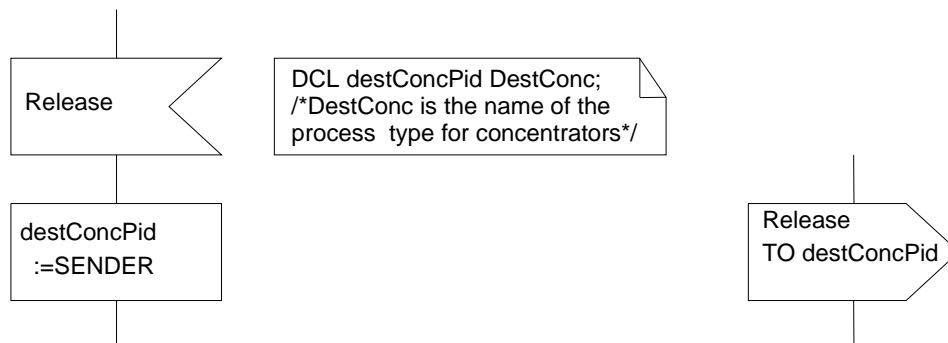 Release
DCL destConcPid DestConc;
/*DestConc is the name of the
process  type for concentrators*/
destConcPid
:=SENDER
Release
TO destConcPid